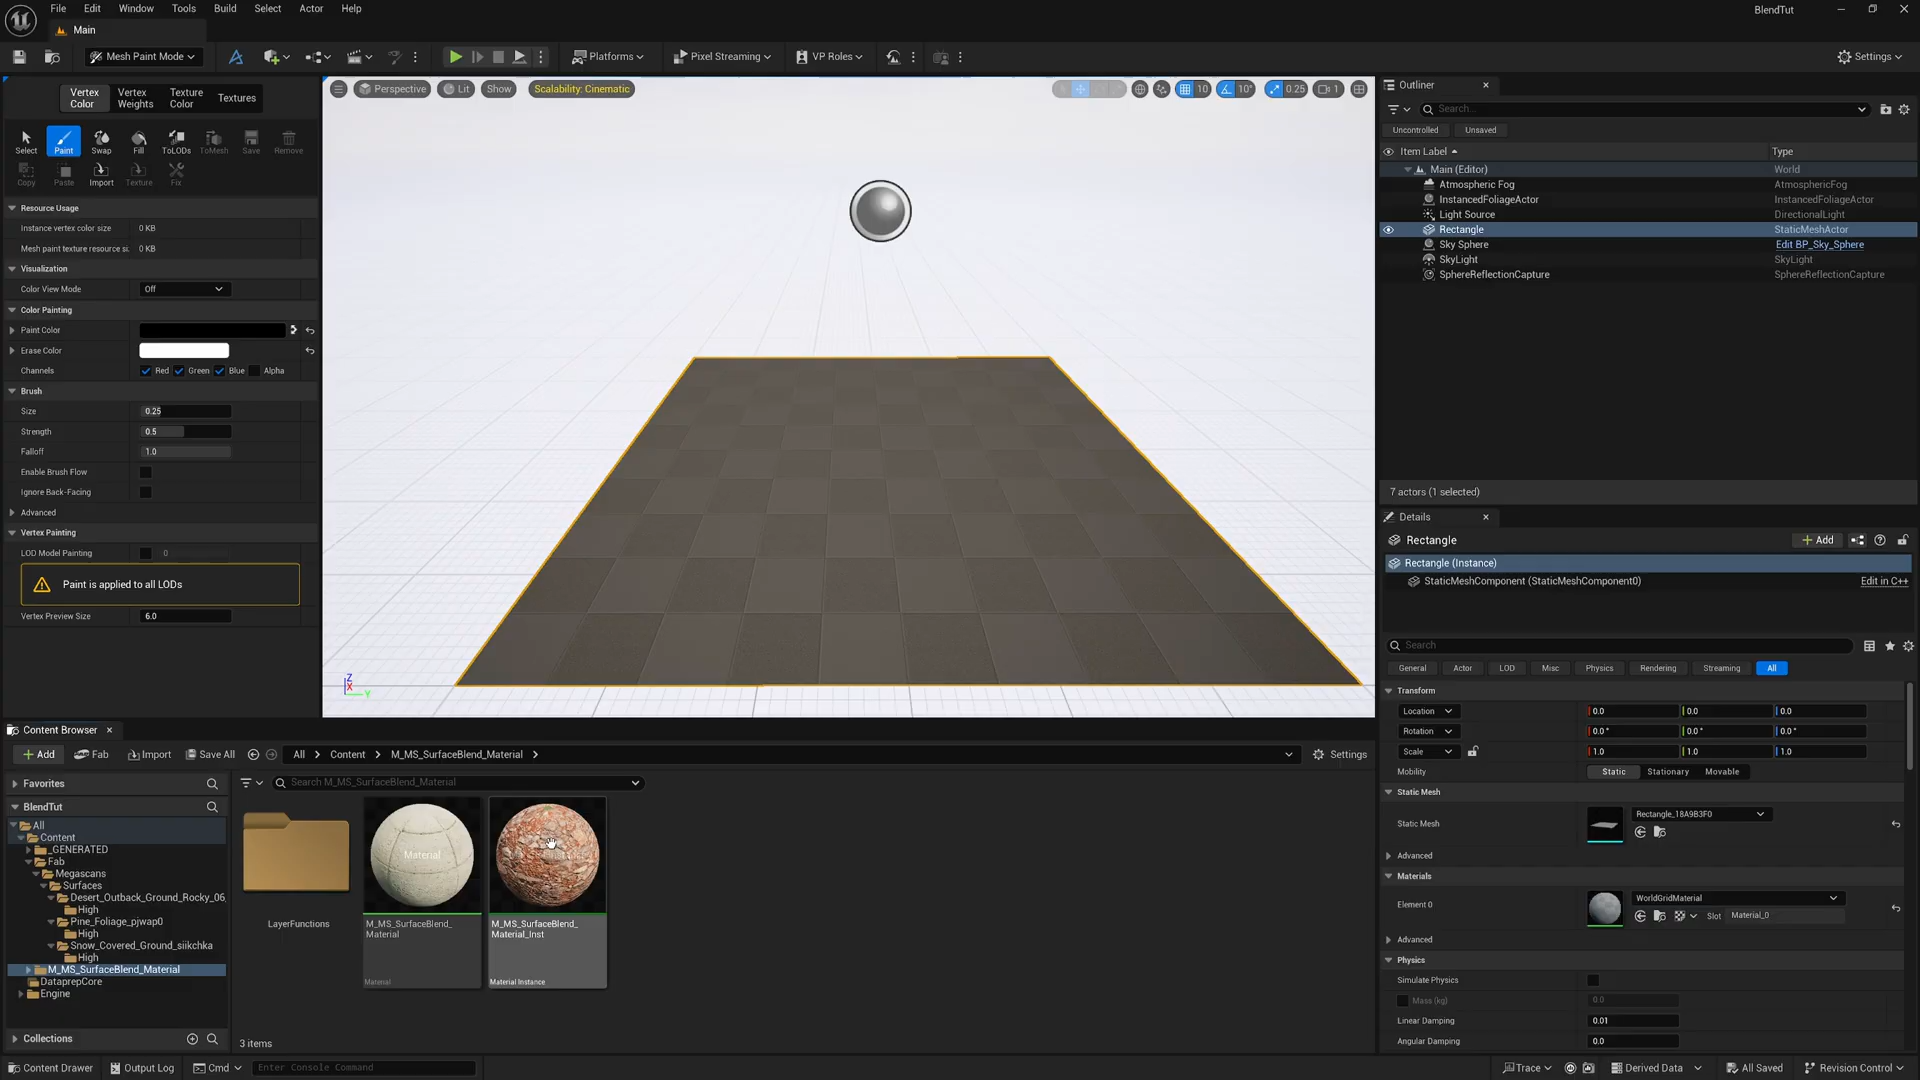 File Edit Window Tools Build Select Actor Help
BlendTut
Main
Mesh Paint Mode
Platforms
Pixel Streaming
VP Roles
Settings
Vertex Color
Vertex Weights
Texture Color
Textures
Select Paint Swap Fill ToLODs ToMesh Save Remove
Copy Paste Import Texture Fix
Resource Usage
Instance vertex color size 0 KB
Mesh paint texture resource si: 0 KB
Visualization
Color View Mode Off
Color Painting
Paint Color
Erase Color
Channels Red Green Blue Alpha
Brush
Size 0.25
Strength 0.5
Falloff 1.0
Enable Brush Flow
Ignore Back-Facing
Advanced
Vertex Painting
LOD Model Painting 0
Paint is applied to all LODs
Vertex Preview Size 6.0
Perspective Lit Show Scalability: Cinematic
10 10° 0.25 1
Z
X
Y
Outliner
Search...
Uncontrolled Unsaved
Item Label Type
Main (Editor) World
Atmospheric Fog AtmosphericFog
InstancedFoliageActor InstancedFoliageActor
Light Source DirectionalLight
Rectangle StaticMeshActor
Sky Sphere Edit BP_Sky_Sphere
SkyLight SkyLight
SphereReflectionCapture SphereReflectionCapture
7 actors (1 selected)
Details
Rectangle
+ Add
Rectangle (Instance)
StaticMeshComponent (StaticMeshComponent0) Edit in C++
Search
General Actor LOD Misc Physics Rendering Streaming All
Transform
Location 0.0 0.0 0.0
Rotation 0.0° 0.0° 0.0°
Scale 1.0 1.0 1.0
Mobility Static Stationary Movable
Static Mesh
Static Mesh Rectangle_18A9B3F0
Advanced
Materials
Element 0 WorldGridMaterial
Slot Material_0
Advanced
Physics
Simulate Physics
Mass (kg) 0.0
Linear Damping 0.01
Angular Damping 0.0
Content Browser
+ Add Fab Import Save All All Content M_MS_SurfaceBlend_Material Settings
Favorites
BlendTut
All
Content
_GENERATED
Fab
Megascans
Surfaces
Desert_Outback_Ground_Rocky_06_
High
Pine_Foliage_pjwap0
High
Snow_Covered_Ground_siikchka
High
M_MS_SurfaceBlend_Material
DataprepCore
Engine
Collections
Search M_MS_SurfaceBlend_Material
LayerFunctions
Material
M_MS_SurfaceBlend_
Material
Material
M_MS_SurfaceBlend_
Material_Inst
Material Instance
3 items
Content Drawer Output Log Cmd Enter Console Command
Trace Derived Data All Saved Revision Control